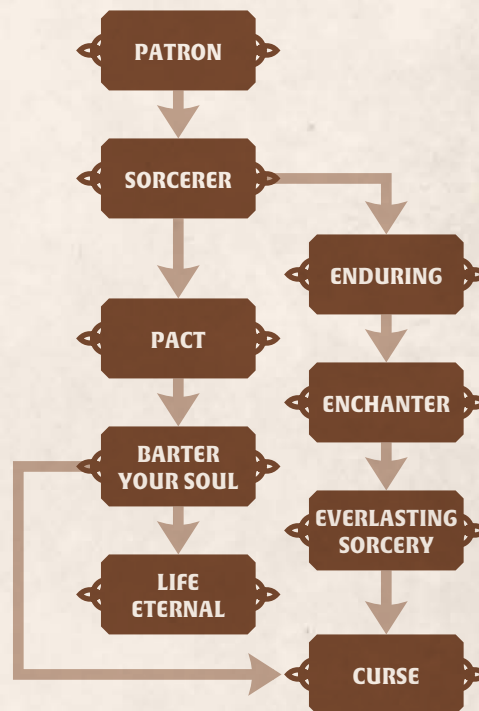 PATRON
SORCERER
ENDURING
PACT
ENCHANTER
BARTER
YOUR SOUL
EVERLASTING
SORCERY
LIFE
ETERNAL
CURSE